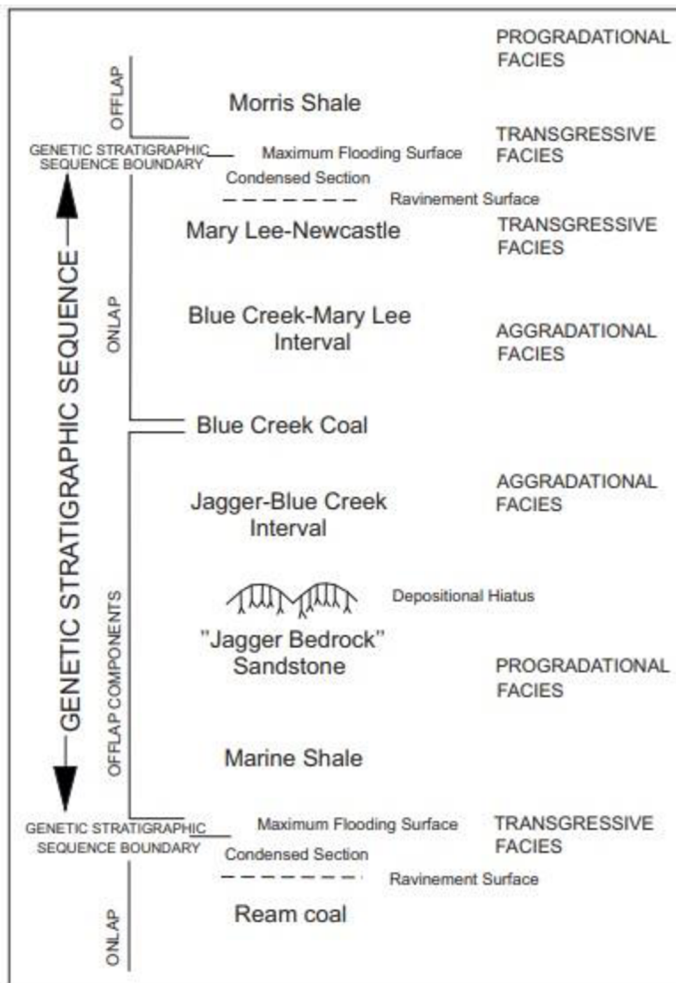 PROGRADATIONAL
FACIES
OFFLAP
Morris Shale
TRANSGRESSIVE
FACIES
GENETIC STRATIGRAPHIC
SEQUENCE BOUNDARY
Maximum Flooding Surface
Condensed Section
Ravinement Surface
Mary Lee-Newcastle
TRANSGRESSIVE
FACIES
ONLAP
Blue Creek-Mary Lee
Interval
AGGRADATIONAL
FACIES
GENETIC STRATIGRAPHIC SEQUENCE
Blue Creek Coal
Jagger-Blue Creek
Interval
AGGRADATIONAL
FACIES
Depositional Hiatus
"Jagger Bedrock"
Sandstone
PROGRADATIONAL
FACIES
OFFLAP COMPONENTS
Marine Shale
GENETIC STRATIGRAPHIC
SEQUENCE BOUNDARY
Maximum Flooding Surface
TRANSGRESSIVE
FACIES
Condensed Section
Ravinement Surface
Ream coal
ONLAP